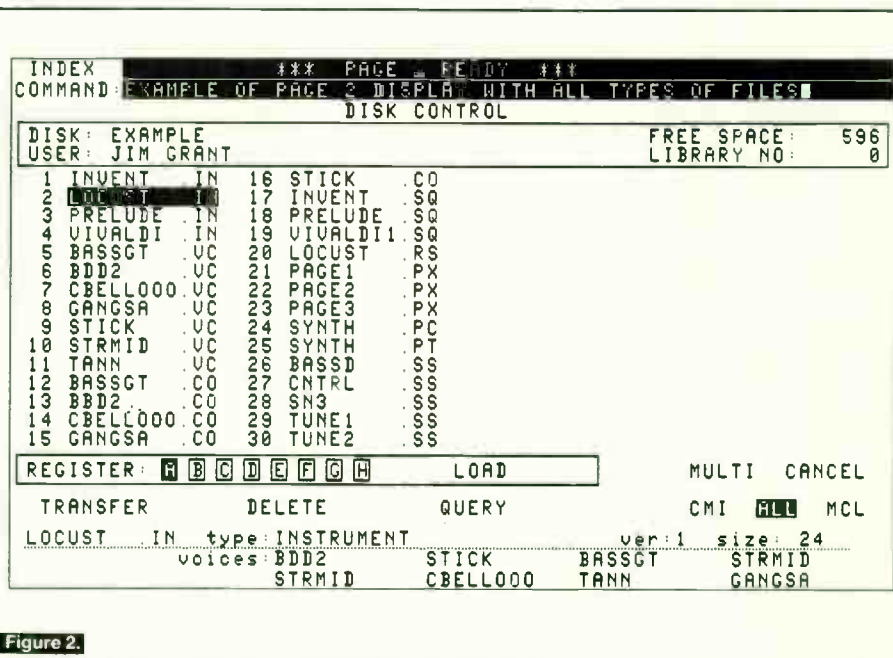 INDEX *** PAGE 2 READY ***
COMMAND:EXAMPLE OF PAGE 2 DISPLAY WITH ALL TYPES OF FILES
DISK CONTROL
DISK: EXAMPLE FREE SPACE: 596
USER: JIM GRANT LIBRARY NO: 0
1 INVENT IN 16 STICK .CO
2 LOCUST IN 17 INVENT .SQ
3 PRELUDE .IN 18 PRELUDE .SQ
4 VIVALDI .IN 19 VIVALDI1.SQ
5 BASSGT .VC 20 LOCUST .RS
6 BDD2 .VC 21 PAGE1 .PX
7 CBELLOOO.VC 22 PAGE2 .PX
8 GANGSA .VC 23 PAGE3 .PX
9 STICK .VC 24 SYNTH .PC
10 STRMID .VC 25 SYNTH .PT
11 TANN .VC 26 BASSD .SS
12 BASSGT .CO 27 CNTRL .SS
13 BBD2 .CO 28 SN3 .SS
14 CBELLOOO.CO 29 TUNE1 .SS
15 GANGSA .CO 30 TUNE2 .SS
REGISTER: A B C D E F G H LOAD MULTI CANCEL
TRANSFER DELETE QUERY CMI ALL MCL
LOCUST .IN type:INSTRUMENT ver:1 size: 24
voices:BDD2 STICK BASSGT STRMID
STRMID CBELLOOO TANN GANGSA
Figure 2.